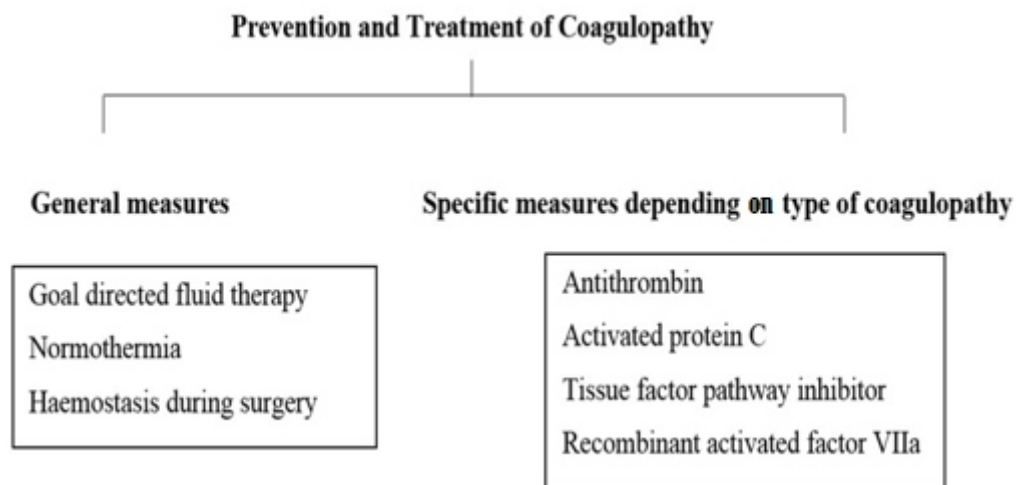 Prevention and Treatment of Coagulopathy
General measures
Goal directed fluid therapy
Normothermia
Haemostasis during surgery
Specific measures depending on type of coagulopathy
Antithrombin
Activated protein C
Tissue factor pathway inhibitor
Recombinant activated factor VIIa